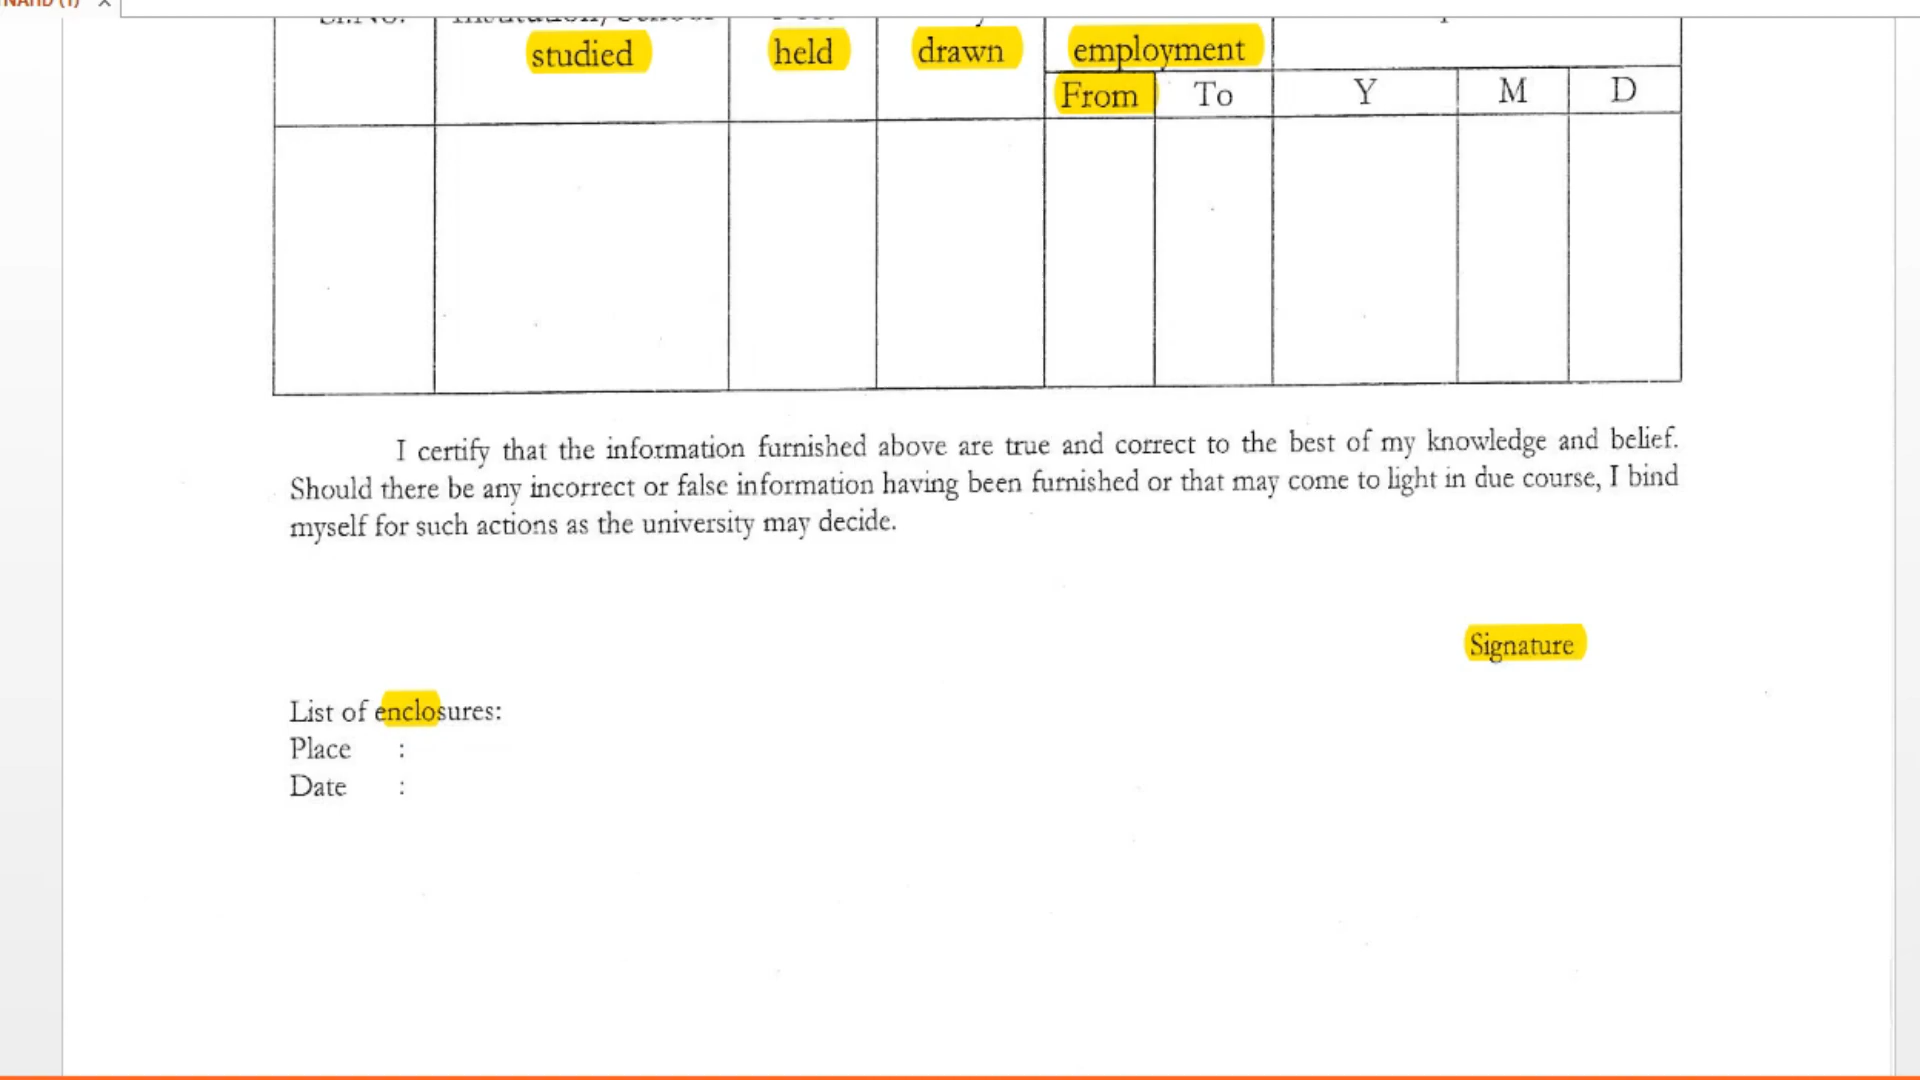 studied held drawn employment
From To Y M D
I certify that the information furnished above are true and correct to the best of my knowledge and belief.
Should there be any incorrect or false information having been furnished or that may come to light in due course, I bind
myself for such actions as the university may decide.
Signature
List of enclosures:
Place :
Date :